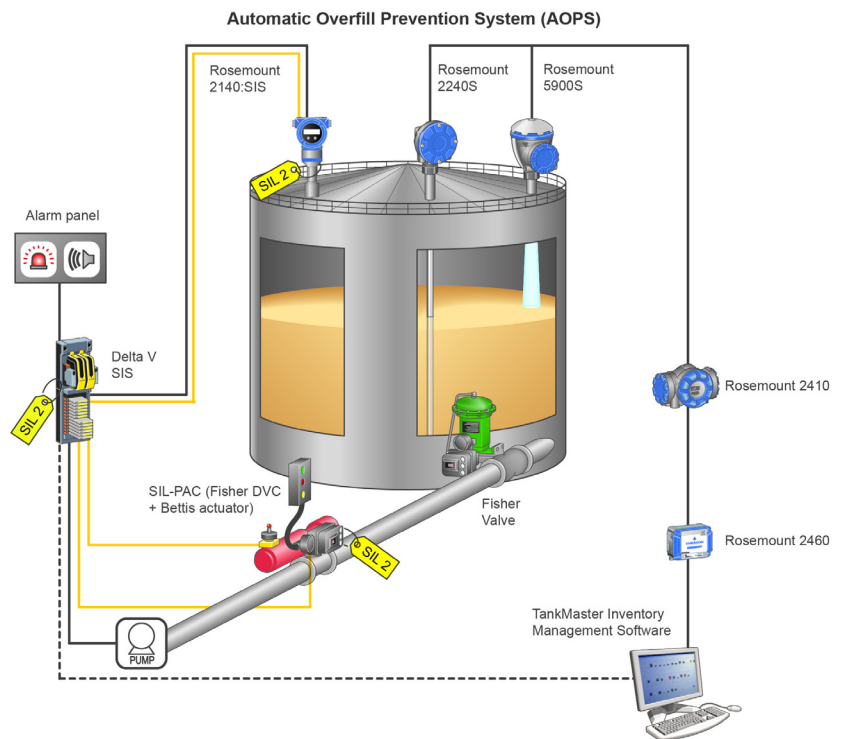 Automatic Overfill Prevention System (AOPS)
Rosemount
2140:SIS
Rosemount
2240S
Rosemount
5900S
SIL 2
Alarm panel
Delta V
SIS
SIL 2
Rosemount 2410
SIL-PAC (Fisher DVC
+ Bettis actuator)
Fisher
Valve
SIL 2
Rosemount 2460
TankMaster Inventory
Management Software
PUMP